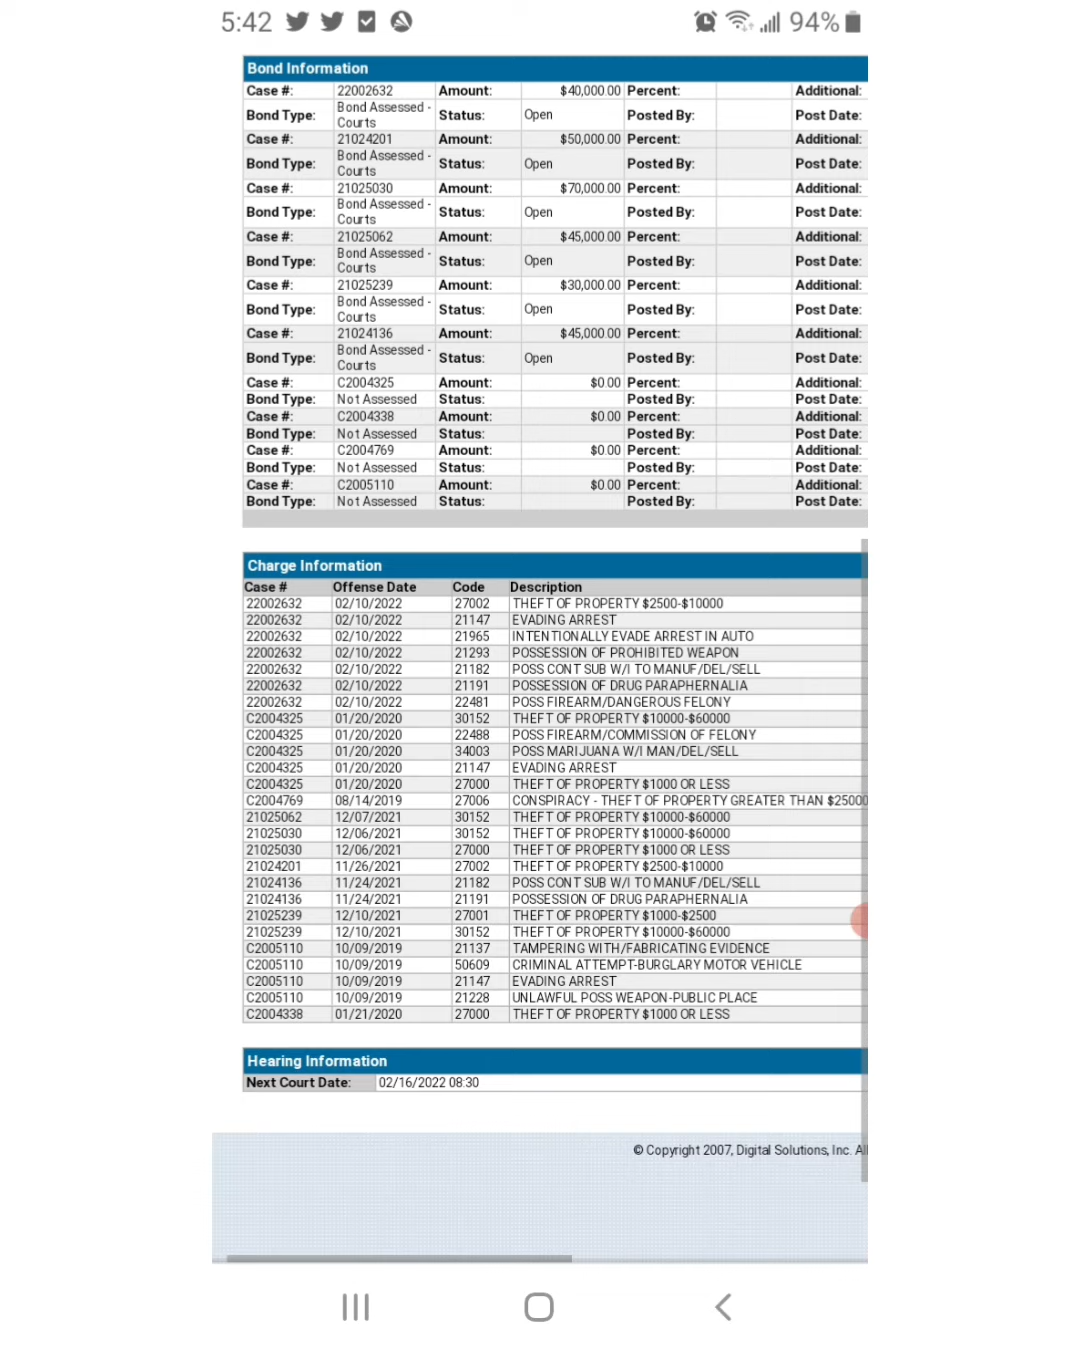 5:42 94%
Bond Information
Case #: 22002632 Amount: $40,000.00 Percent: Additional:
Bond Type: Bond Assessed - Courts Status: Open Posted By: Post Date:
Case #: 21024201 Amount: $50,000.00 Percent: Additional:
Bond Type: Bond Assessed - Courts Status: Open Posted By: Post Date:
Case #: 21025030 Amount: $70,000.00 Percent: Additional:
Bond Type: Bond Assessed - Courts Status: Open Posted By: Post Date:
Case #: 21025062 Amount: $45,000.00 Percent: Additional:
Bond Type: Bond Assessed - Courts Status: Open Posted By: Post Date:
Case #: 21025239 Amount: $30,000.00 Percent: Additional:
Bond Type: Bond Assessed - Courts Status: Open Posted By: Post Date:
Case #: 21024136 Amount: $45,000.00 Percent: Additional:
Bond Type: Bond Assessed - Courts Status: Open Posted By: Post Date:
Case #: C2004325 Amount: $0.00 Percent: Additional:
Bond Type: Not Assessed Status: Posted By: Post Date:
Case #: C2004338 Amount: $0.00 Percent: Additional:
Bond Type: Not Assessed Status: Posted By: Post Date:
Case #: C2004769 Amount: $0.00 Percent: Additional:
Bond Type: Not Assessed Status: Posted By: Post Date:
Case #: C2005110 Amount: $0.00 Percent: Additional:
Bond Type: Not Assessed Status: Posted By: Post Date:
Charge Information
Case # Offense Date Code Description
22002632 02/10/2022 27002 THEFT OF PROPERTY $2500-$10000
22002632 02/10/2022 21147 EVADING ARREST
22002632 02/10/2022 21965 INTENTIONALLY EVADE ARREST IN AUTO
22002632 02/10/2022 21293 POSSESSION OF PROHIBITED WEAPON
22002632 02/10/2022 21182 POSS CONT SUB W/I TO MANUF/DEL/SELL
22002632 02/10/2022 21191 POSSESSION OF DRUG PARAPHERNALIA
22002632 02/10/2022 22481 POSS FIREARM/DANGEROUS FELONY
C2004325 01/20/2020 30152 THEFT OF PROPERTY $10000-$60000
C2004325 01/20/2020 22488 POSS FIREARM/COMMISSION OF FELONY
C2004325 01/20/2020 34003 POSS MARIJUANA W/I MAN/DEL/SELL
C2004325 01/20/2020 21147 EVADING ARREST
C2004325 01/20/2020 27000 THEFT OF PROPERTY $1000 OR LESS
C2004769 08/14/2019 27006 CONSPIRACY - THEFT OF PROPERTY GREATER THAN $25000
21025062 12/07/2021 30152 THEFT OF PROPERTY $10000-$60000
21025030 12/06/2021 30152 THEFT OF PROPERTY $10000-$60000
21025030 12/06/2021 27000 THEFT OF PROPERTY $1000 OR LESS
21024201 11/26/2021 27002 THEFT OF PROPERTY $2500-$10000
21024136 11/24/2021 21182 POSS CONT SUB W/I TO MANUF/DEL/SELL
21024136 11/24/2021 21191 POSSESSION OF DRUG PARAPHERNALIA
21025239 12/10/2021 27001 THEFT OF PROPERTY $1000-$2500
21025239 12/10/2021 30152 THEFT OF PROPERTY $10000-$60000
C2005110 10/09/2019 21137 TAMPERING WITH/FABRICATING EVIDENCE
C2005110 10/09/2019 50609 CRIMINAL ATTEMPT-BURGLARY MOTOR VEHICLE
C2005110 10/09/2019 21147 EVADING ARREST
C2005110 10/09/2019 21228 UNLAWFUL POSS WEAPON-PUBLIC PLACE
C2004338 01/21/2020 27000 THEFT OF PROPERTY $1000 OR LESS
Hearing Information
Next Court Date: 02/16/2022 08:30
© Copyright 2007, Digital Solutions, Inc. Al